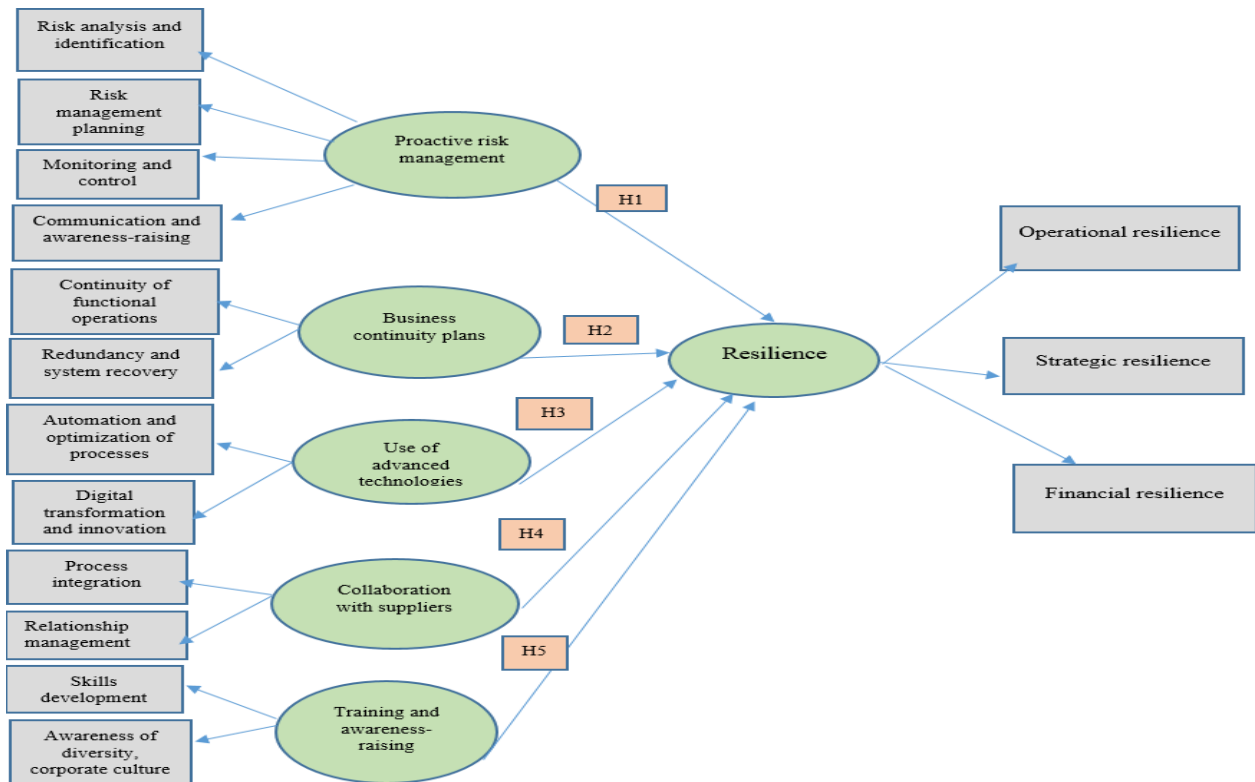 Risk analysis and
identification
Risk
management
planning
Monitoring and
control
Communication and
awareness-raising
Continuity of
functional
operations
Redundancy and
system recovery
Automation and
optimization of
processes
Digital
transformation
and innovation
Process
integration
Relationship
management
Skills
development
Awareness of
diversity,
corporate culture
Proactive risk
management
Business
continuity plans
Use of
advanced
technologies
Collaboration
with suppliers
Training and
awareness-
raising
H1
H2
H3
H4
H5
Resilience
Operational resilience
Strategic resilience
Financial resilience